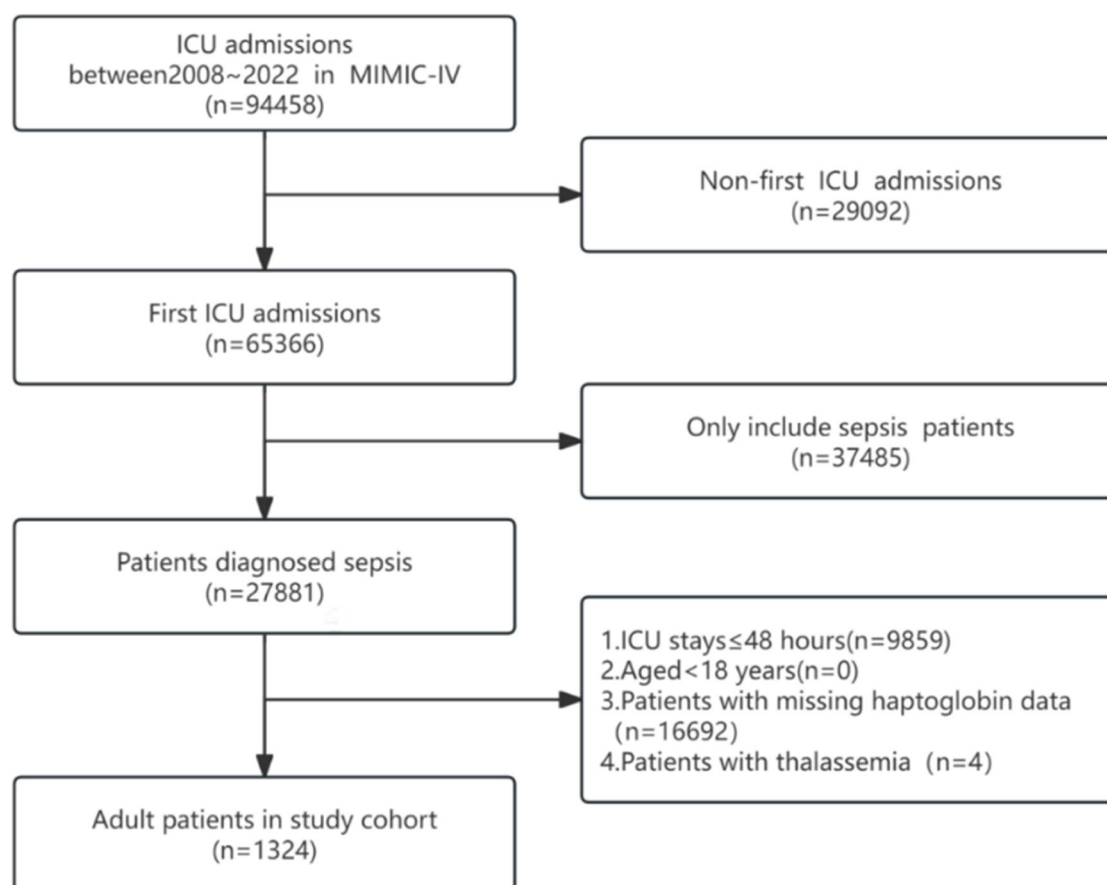 ICU admissions
between2008~2022 in MIMIC-IV
(n=94458)
Non-first ICU admissions
(n=29092)
First ICU admissions
(n=65366)
Only include sepsis patients
(n=37485)
Patients diagnosed sepsis
(n=27881)
1.ICU stays≤48 hours(n=9859)
2.Aged<18 years(n=0)
3.Patients with missing haptoglobin data
(n=16692)
4.Patients with thalassemia (n=4)
Adult patients in study cohort
(n=1324)